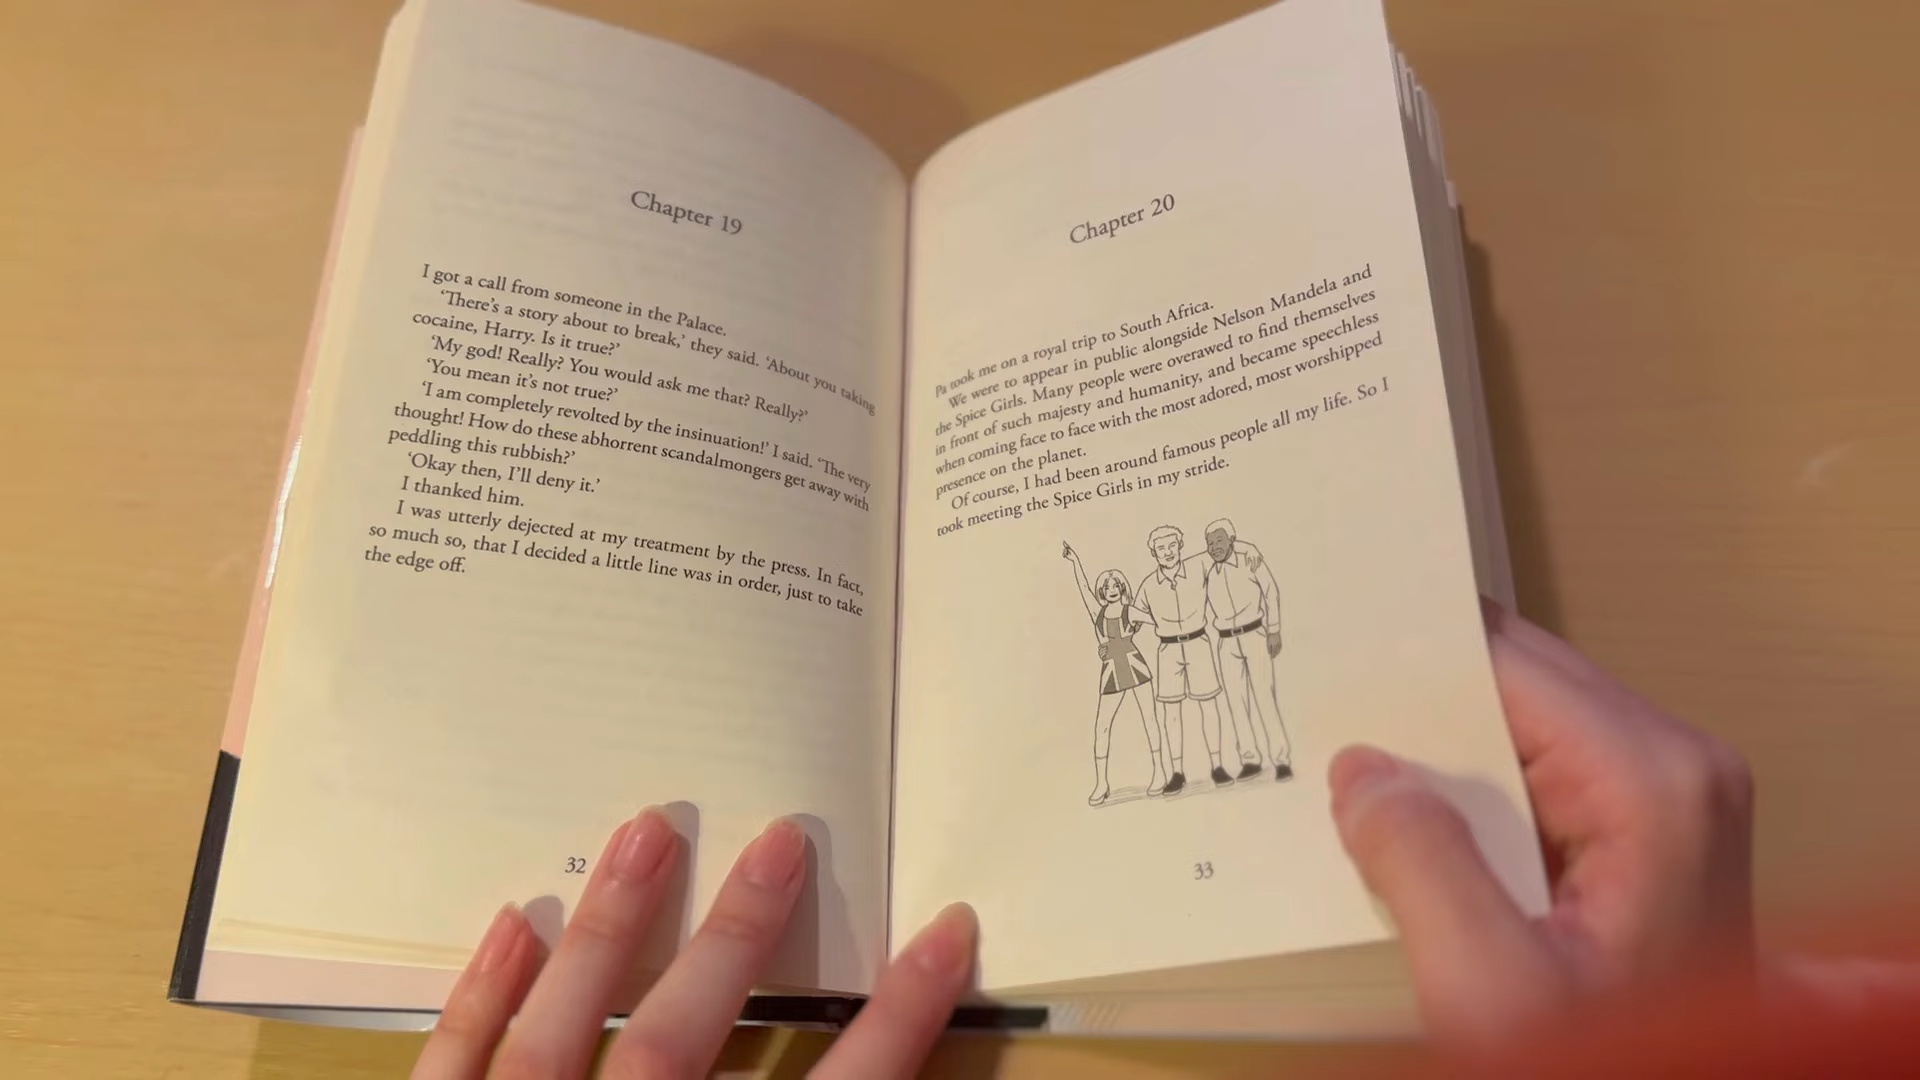 Chapter 19
I got a call from someone in the Palace.
‘There’s a story about to break,’ they said. ‘About you taking
cocaine, Harry. Is it true?’
‘My god! Really? You would ask me that? Really?’
‘You mean it’s not true?’
‘I am completely revolted by the insinuation!’ I said. ‘The very
thought! How do these abhorrent scandalmongers get away with
peddling this rubbish?’
‘Okay then, I’ll deny it.’
I thanked him.
I was utterly dejected at my treatment by the press. In fact,
so much so, that I decided a little line was in order, just to take
the edge off.
32
Chapter 20
Pa took me on a royal trip to South Africa.
We were to appear in public alongside Nelson Mandela and
the Spice Girls. Many people were overawed to find themselves
in front of such majesty and humanity, and became speechless
when coming face to face with the most adored, most worshipped
presence on the planet.
Of course, I had been around famous people all my life. So I
took meeting the Spice Girls in my stride.
33